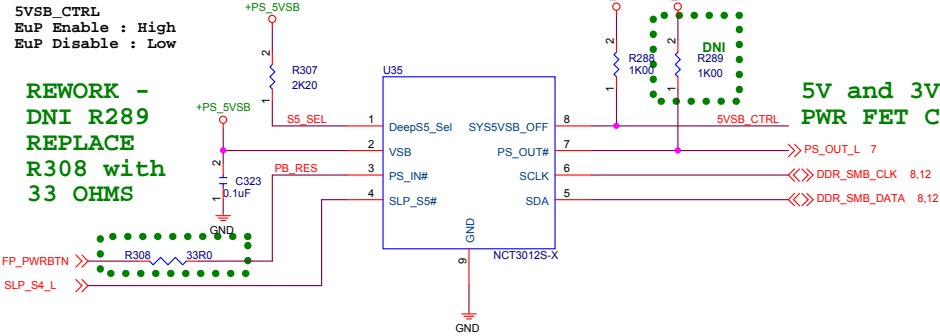 5VSB_CTRL
EuP Enable : High
EuP Disable : Low
+PS_5VSB
2
R307
2K20
1
2
R288
1K00
1
DNI
2
R289
1K00
1
REWORK -
DNI R289
REPLACE
R308 with
33 OHMS
+PS_5VSB
2
C323
0.1uF
1
GND
U35
S5_SEL
1
DeepS5_Sel
2
VSB
PB_RES
3
PS_IN#
4
SLP_S5#
SYS5VSB_OFF
8
5VSB_CTRL
PS_OUT#
7
PS_OUT_L 7
SCLK
6
DDR_SMB_CLK 8,12
SDA
5
DDR_SMB_DATA 8,12
GND
9
NCT3012S-X
GND
5V and 3V
PWR FET C
FP_PWRBTN
R308
33R0
SLP_S4_L